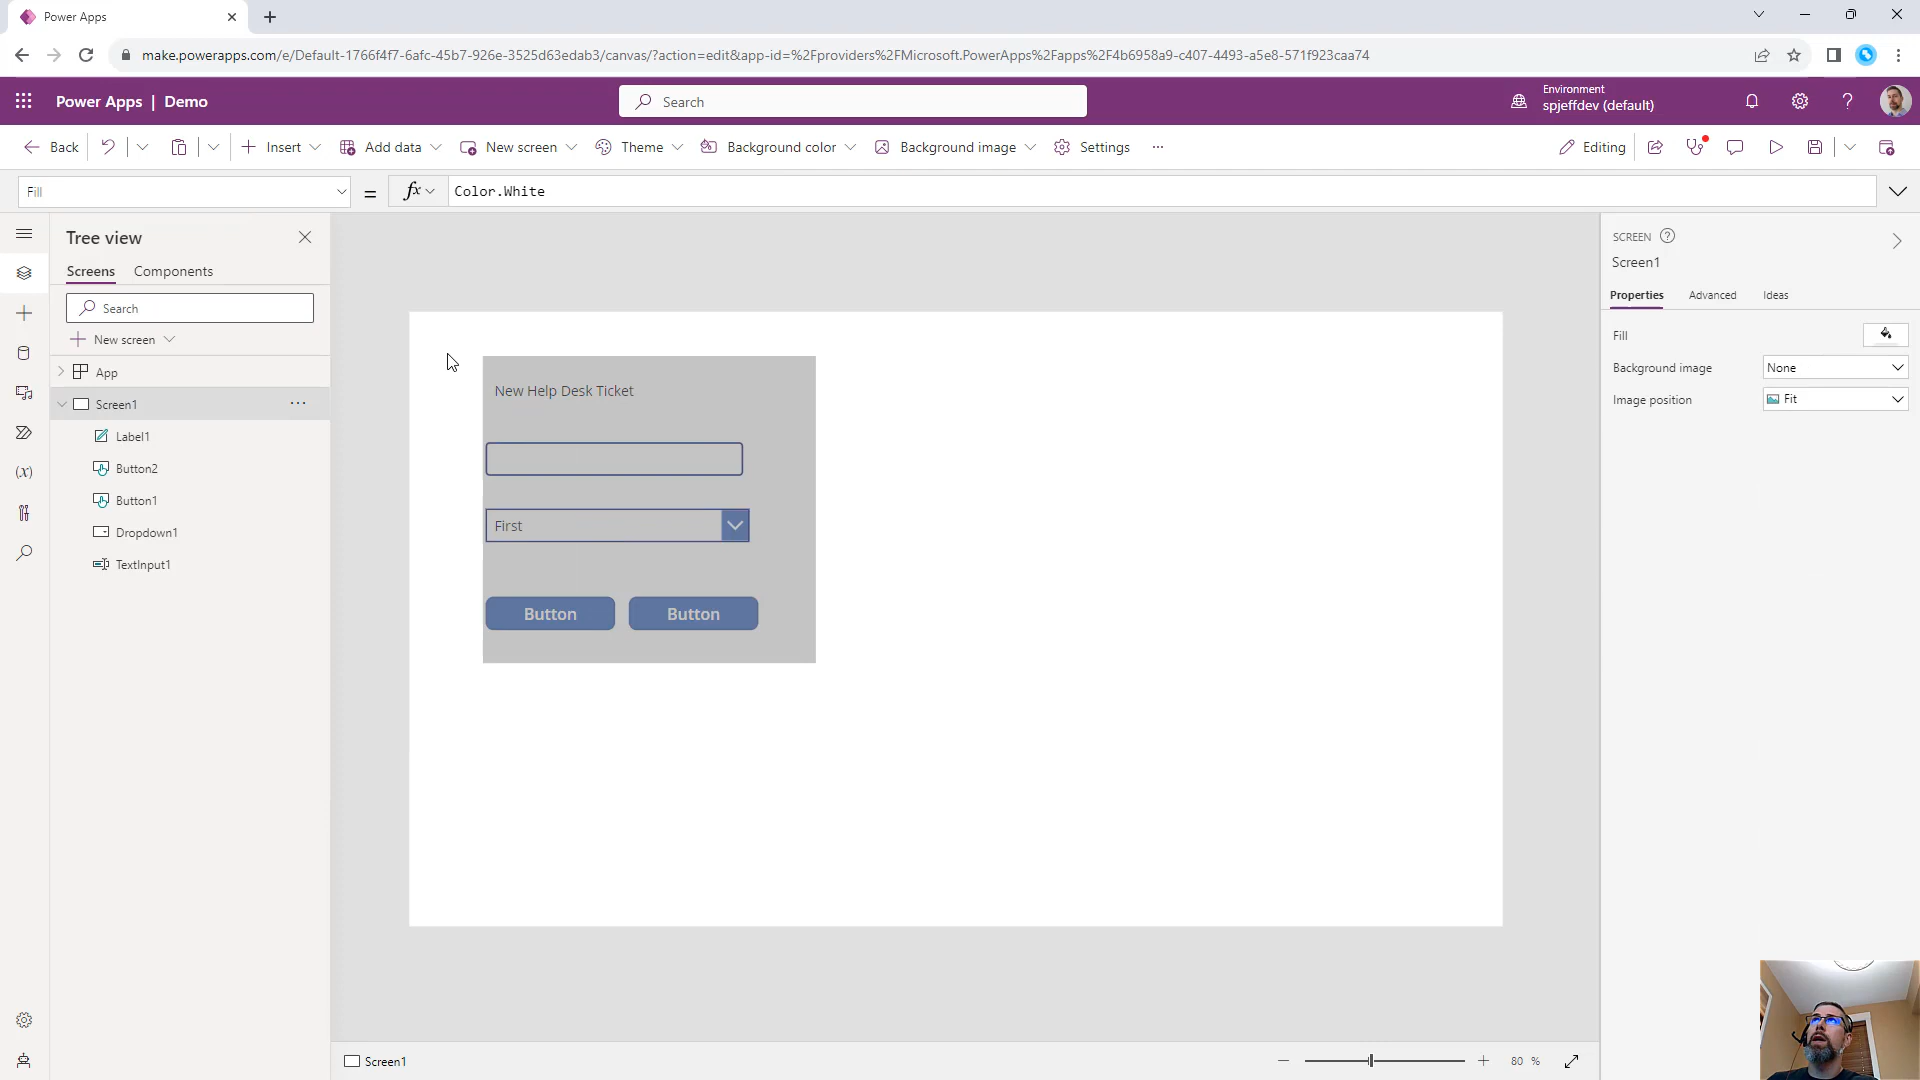 Power Apps
make.powerapps.com/e/Default-1766f4f7-6afc-45b7-926e-3525d63edab3/canvas/?action=edit&app-id=%2Fproviders%2FMicrosoft.PowerApps%2Fapps%2F4b6958a9-c407-4493-a5e8-571f923caa74
Power Apps | Demo
Search
Environment
spjeffdev (default)
Back
Insert
Add data
New screen
Theme
Background color
Background image
Settings
Editing
Fill
=
fx
Color.White
Tree view
Screens
Components
Search
New screen
App
Screen1
Label1
Button2
Button1
Dropdown1
TextInput1
New Help Desk Ticket
First
Button
Button
SCREEN
Screen1
Properties
Advanced
Ideas
Fill
Background image
None
Image position
Fit
Screen1
80 %